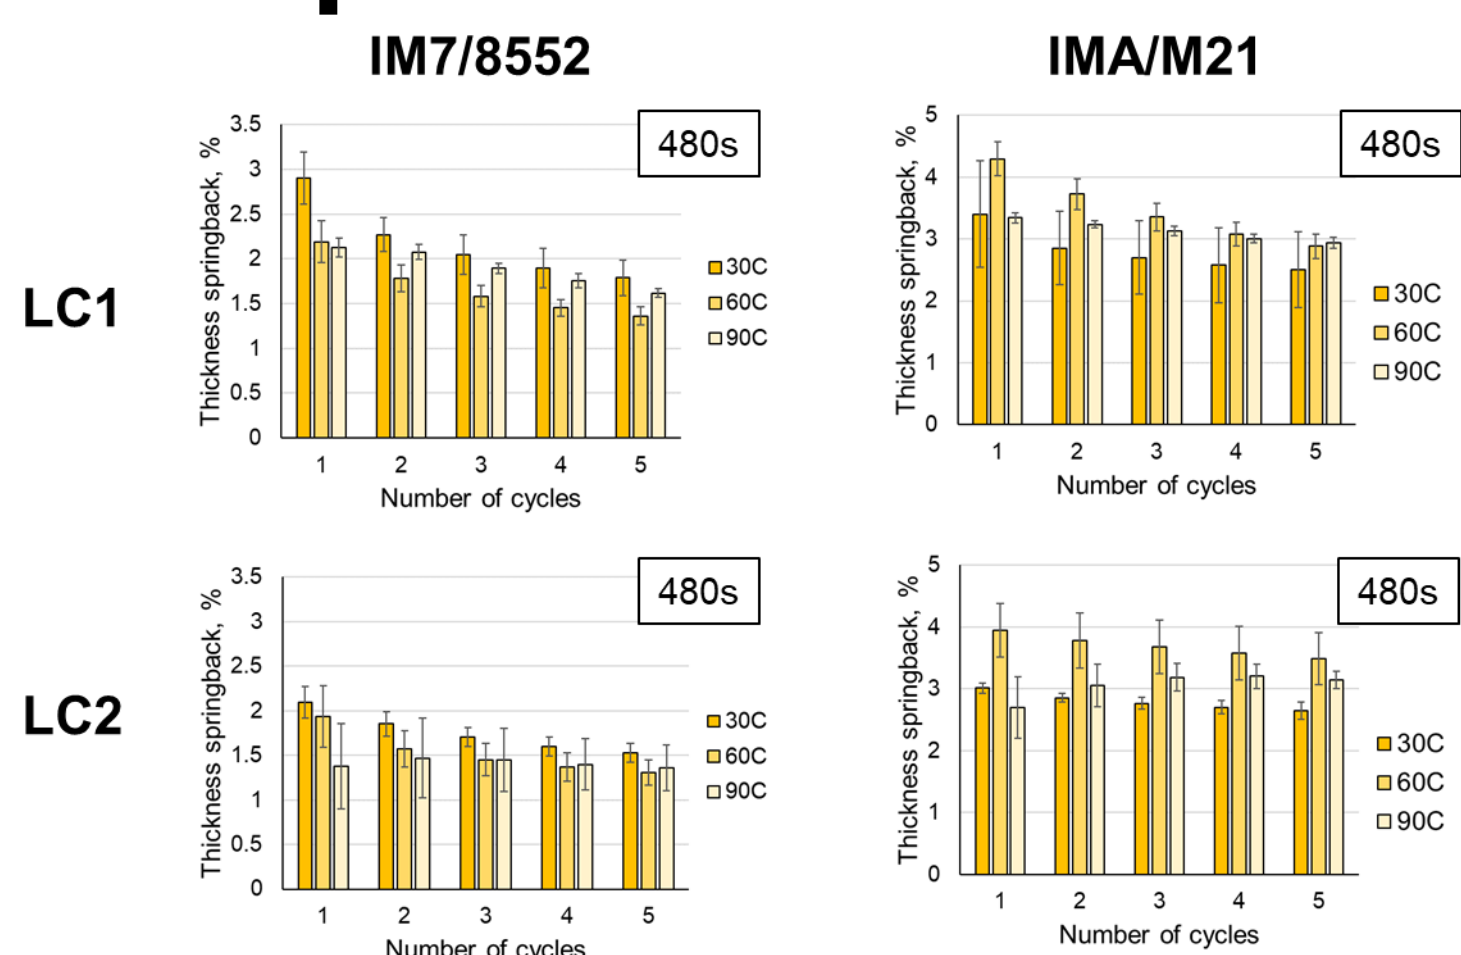 IM7/8552
IMA/M21
LC1
Thickness springback, %
3.5
3
2.5
2
1.5
1
0.5
0
480s
30C
60C
90C
1 2 3 4 5
Number of cycles
Thickness springback, %
5
4
3
2
1
0
480s
30C
60C
90C
1 2 3 4 5
Number of cycles
LC2
Thickness springback, %
3.5
3
2.5
2
1.5
1
0.5
0
480s
30C
60C
90C
1 2 3 4 5
Number of cycles
Thickness springback, %
5
4
3
2
1
0
480s
30C
60C
90C
1 2 3 4 5
Number of cycles